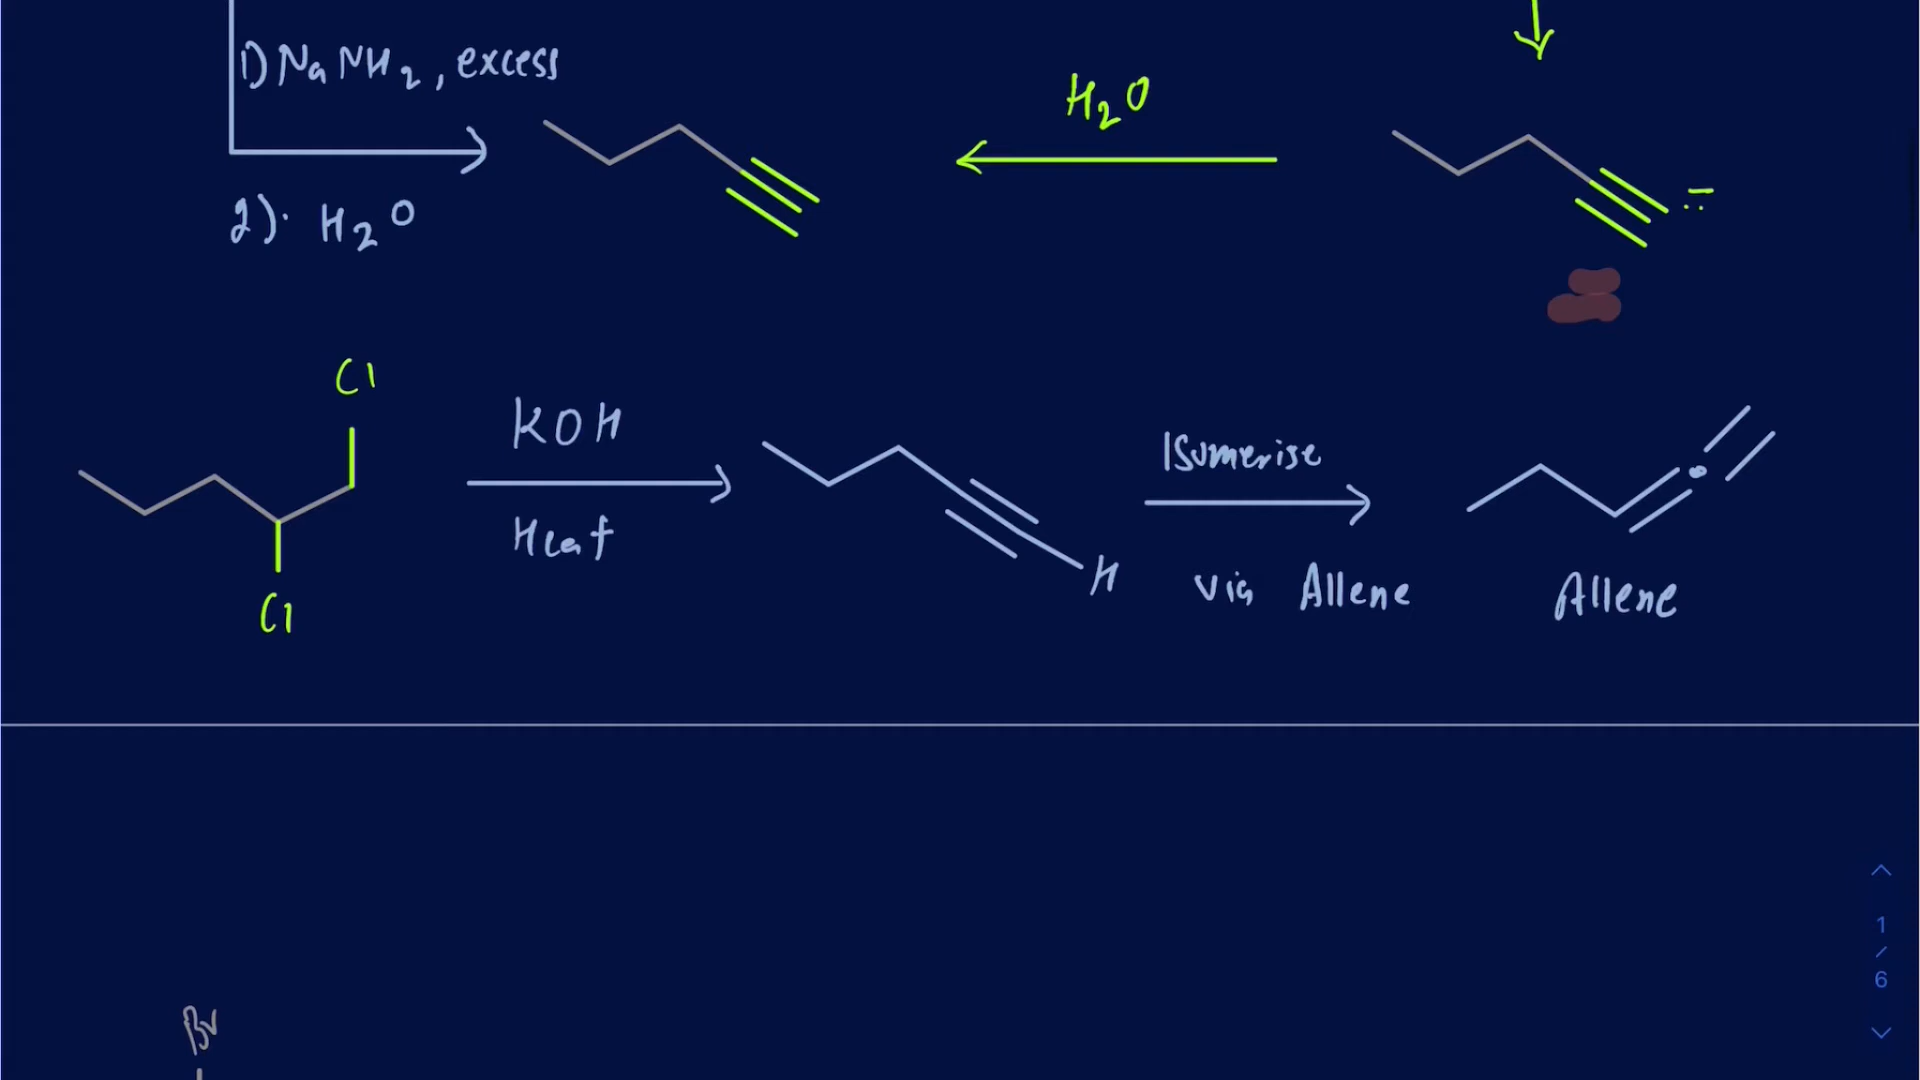 1) NaNH2, excess
2). H2O
H2O
Cl
Cl
KOH
Heat
H
Isomerise
via Allene
Allene
1
/
6
Br